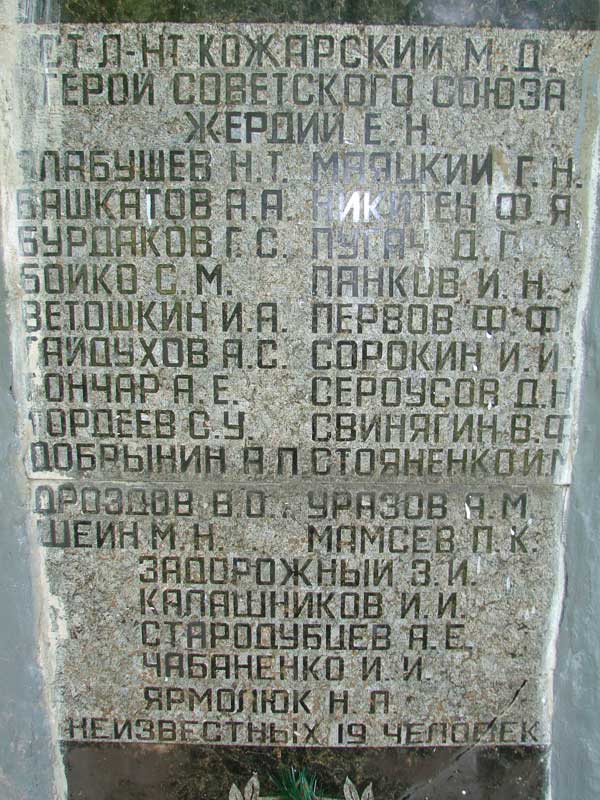 СТ-Л-НТ КОЖАРСКИЙ М.Д.
ГЕРОЙ СОВЕТСКОГО СОЮЗА
ЖЕРДИЙ Е.Н.
АЛАБУШЕВ Н.Т. МАЯЦКИЙ Г.Н.
БАШКАТОВ А.А. НИКИТЕН Ф.Я
БУРДАКОВ Г.С. ПУГАЧ Д.Г.
БОЙКО С.М. ПАНКОВ И.Н.
ВЕТОШКИН И.А. ПЕРВОВ Ф.Ф
ГАЙДУХОВ А.С. СОРОКИН И.И
ГОНЧАР А.Е. СЕРОУСОВ Д.Н
ГОРДЕЕВ С.У. СВИНЯГИН В.Ф
ДОБРЫНИН А.П. СТОЯНЕНКО И.М
ДРОЗДОВ В.О. УРАЗОВ А.М.
ШЕИН М.Н. МАМСЕВ П.К.
ЗАДОРОЖНЫЙ З.И.
КАЛАШНИКОВ И.И.
СТАРОДУБЦЕВ А.Е.
ЧАБАНЕНКО И.И.
ЯРМОЛЮК Н.Л.
НЕИЗВЕСТНЫХ 19 ЧЕЛОВЕК